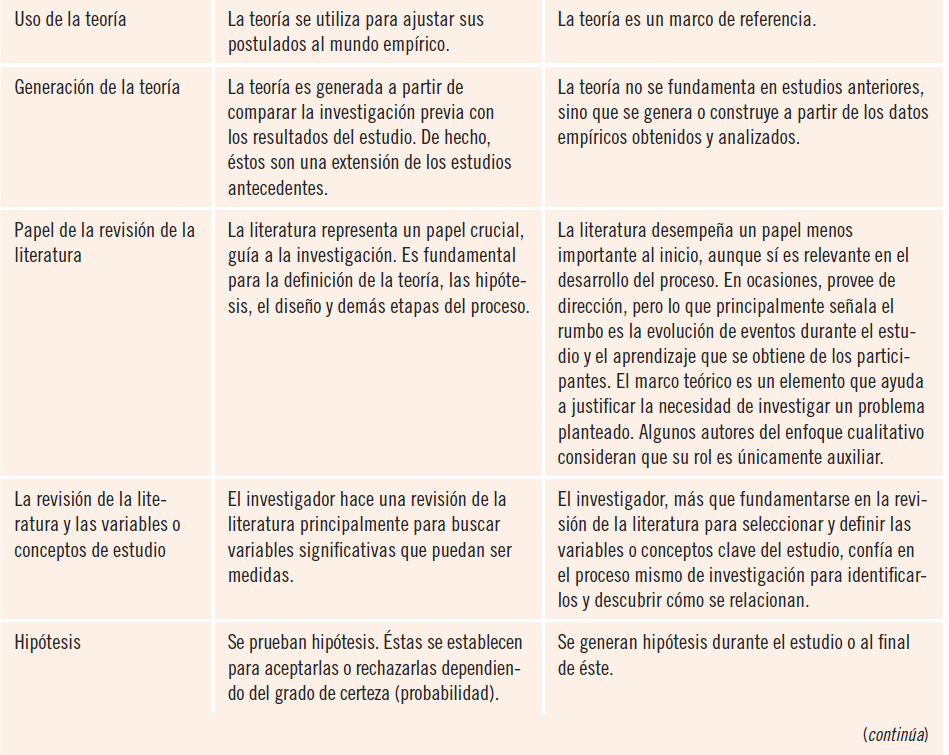 Uso de la teoría
La teoría se utiliza para ajustar sus
postulados al mundo empírico.
La teoría es un marco de referencia.
Generación de la teoría
La teoría es generada a partir de
comparar la investigación previa con
los resultados del estudio. De hecho,
éstos son una extensión de los estudios
antecedentes.
La teoría no se fundamenta en estudios anteriores,
sino que se genera o construye a partir de los datos
empíricos obtenidos y analizados.
Papel de la revisión de la
literatura
La literatura representa un papel crucial,
guía a la investigación. Es fundamental
para la definición de la teoría, las hipóte-
sis, el diseño y demás etapas del proceso.
La literatura desempeña un papel menos
importante al inicio, aunque sí es relevante en el
desarrollo del proceso. En ocasiones, provee de
dirección, pero lo que principalmente señala el
rumbo es la evolución de eventos durante el estu-
dio y el aprendizaje que se obtiene de los partici-
pantes. El marco teórico es un elemento que ayuda
a justificar la necesidad de investigar un problema
planteado. Algunos autores del enfoque cualitativo
consideran que su rol es únicamente auxiliar.
La revisión de la lite-
ratura y las variables o
conceptos de estudio
El investigador hace una revisión de la
literatura principalmente para buscar
variables significativas que puedan ser
medidas.
El investigador, más que fundamentarse en la revi-
sión de la literatura para seleccionar y definir las
variables o conceptos clave del estudio, confía en
el proceso mismo de investigación para identificar-
los y descubrir cómo se relacionan.
Hipótesis
Se prueban hipótesis. Éstas se establecen
para aceptarlas o rechazarlas dependien-
do del grado de certeza (probabilidad).
Se generan hipótesis durante el estudio o al final
de éste.
(continúa)